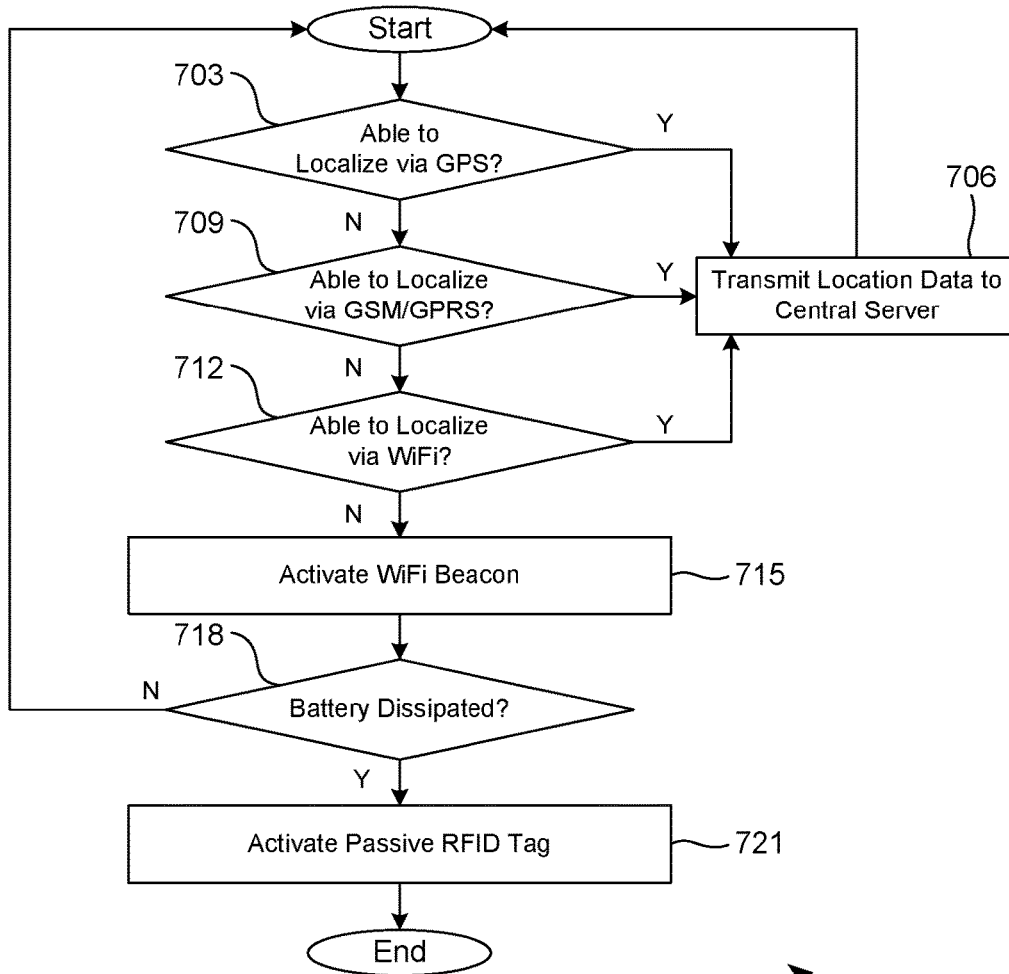 Start
703
Able to
Localize via GPS?
Y
706
N
709
Able to Localize
via GSM/GPRS?
Y
Transmit Location Data to
Central Server
N
712
Able to Localize
via WiFi?
Y
N
Activate WiFi Beacon
715
718
N
Battery Dissipated?
Y
Activate Passive RFID Tag
721
End